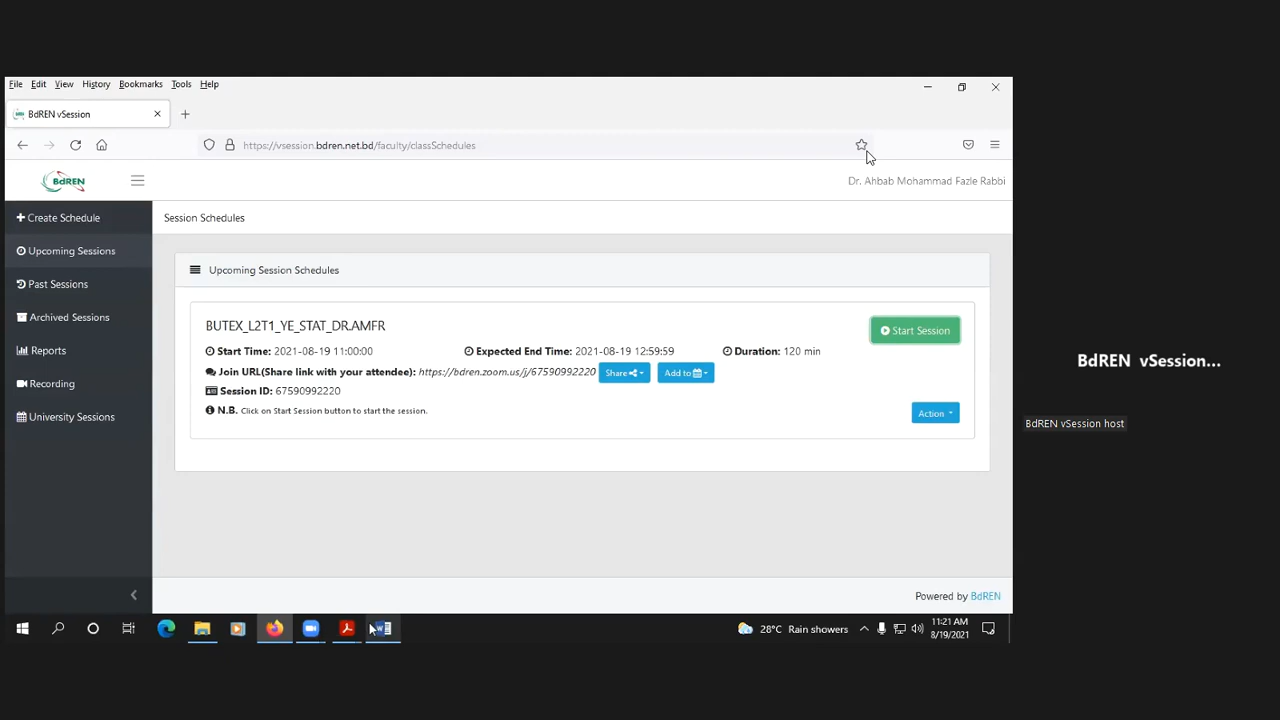 File Edit View History Bookmarks Tools Help
BdREN vSession
https://vsession.bdren.net.bd/faculty/classSchedules
BdREN
Dr. Ahbab Mohammad Fazle Rabbi
Create Schedule
Upcoming Sessions
Past Sessions
Archived Sessions
Reports
Recording
University Sessions
Session Schedules
Upcoming Session Schedules
BUTEX_L2T1_YE_STAT_DR.AMFR
Start Session
Start Time: 2021-08-19 11:00:00 Expected End Time: 2021-08-19 12:59:59 Duration: 120 min
Join URL(Share link with your attendee): https://bdren.zoom.us/j/67590992220 Share Add to
Session ID: 67590992220
N.B. Click on Start Session button to start the session.
Action
Powered by BdREN
28°C Rain showers
11:21 AM
8/19/2021
BdREN vSession...
BdREN vSession host